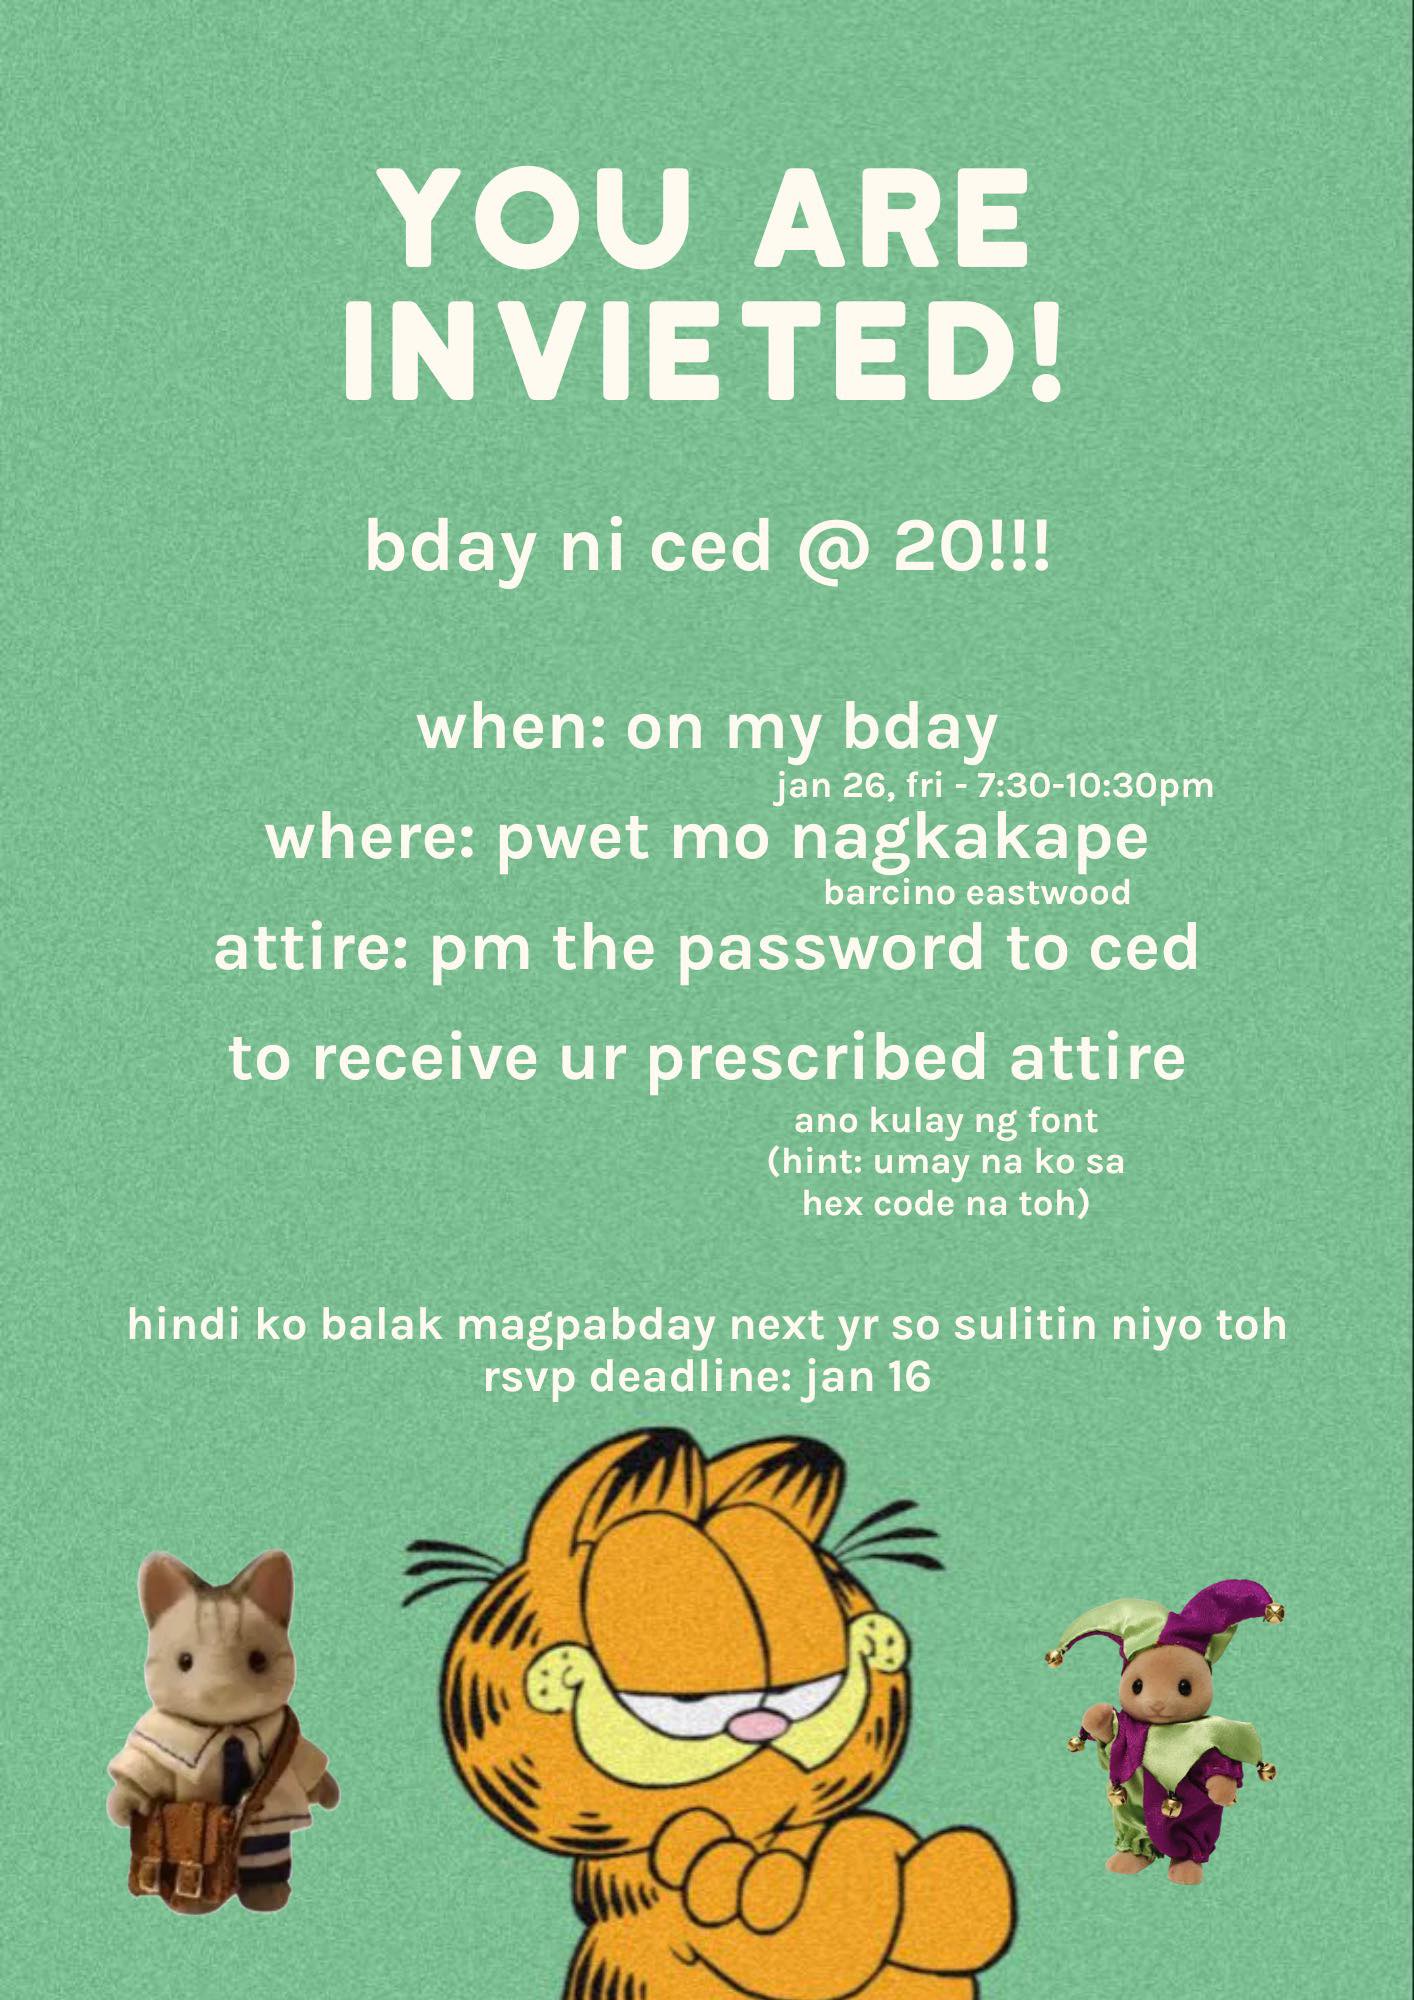 YOU ARE
INVIETED!
bday ni ced @ 20!!!
when: on my bday
jan 26, fri - 7:30-10:30pm
where: pwet mo nagkakape
barcino eastwood
attire: pm the password to ced
to receive ur prescribed attire
ano kulay ng font
(hint: umay na ko sa
hex code na toh)
hindi ko balak magpabday next yr so sulitin niyo toh
rsvp deadline: jan 16